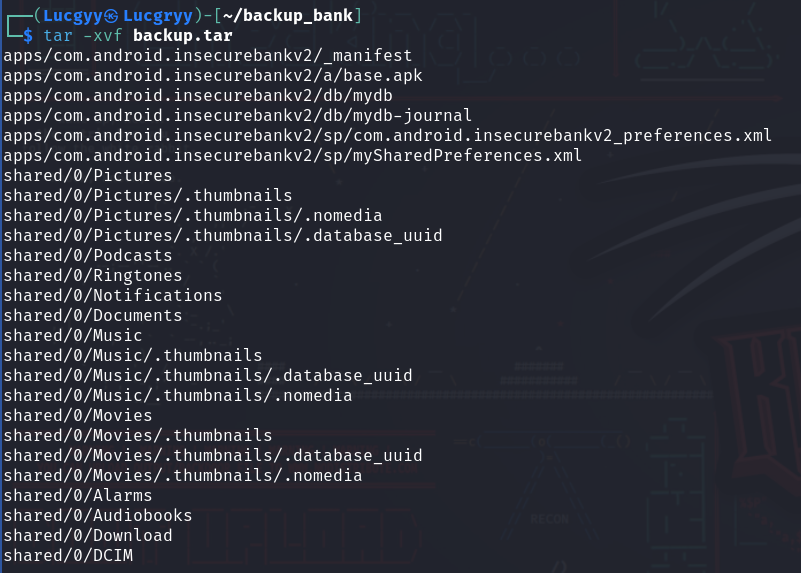 ┌──(Lucgyy㉿Lucgryy)-[~/backup_bank]
└─$ tar -xvf backup.tar
apps/com.android.insecurebankv2/_manifest
apps/com.android.insecurebankv2/a/base.apk
apps/com.android.insecurebankv2/db/mydb
apps/com.android.insecurebankv2/db/mydb-journal
apps/com.android.insecurebankv2/sp/com.android.insecurebankv2_preferences.xml
apps/com.android.insecurebankv2/sp/mySharedPreferences.xml
shared/0/Pictures
shared/0/Pictures/.thumbnails
shared/0/Pictures/.thumbnails/.nomedia
shared/0/Pictures/.thumbnails/.database_uuid
shared/0/Podcasts
shared/0/Ringtones
shared/0/Notifications
shared/0/Documents
shared/0/Music
shared/0/Music/.thumbnails
shared/0/Music/.thumbnails/.database_uuid
shared/0/Music/.thumbnails/.nomedia
shared/0/Movies
shared/0/Movies/.thumbnails
shared/0/Movies/.thumbnails/.database_uuid
shared/0/Movies/.thumbnails/.nomedia
shared/0/Alarms
shared/0/Audiobooks
shared/0/Download
RECON
shared/0/DCIM